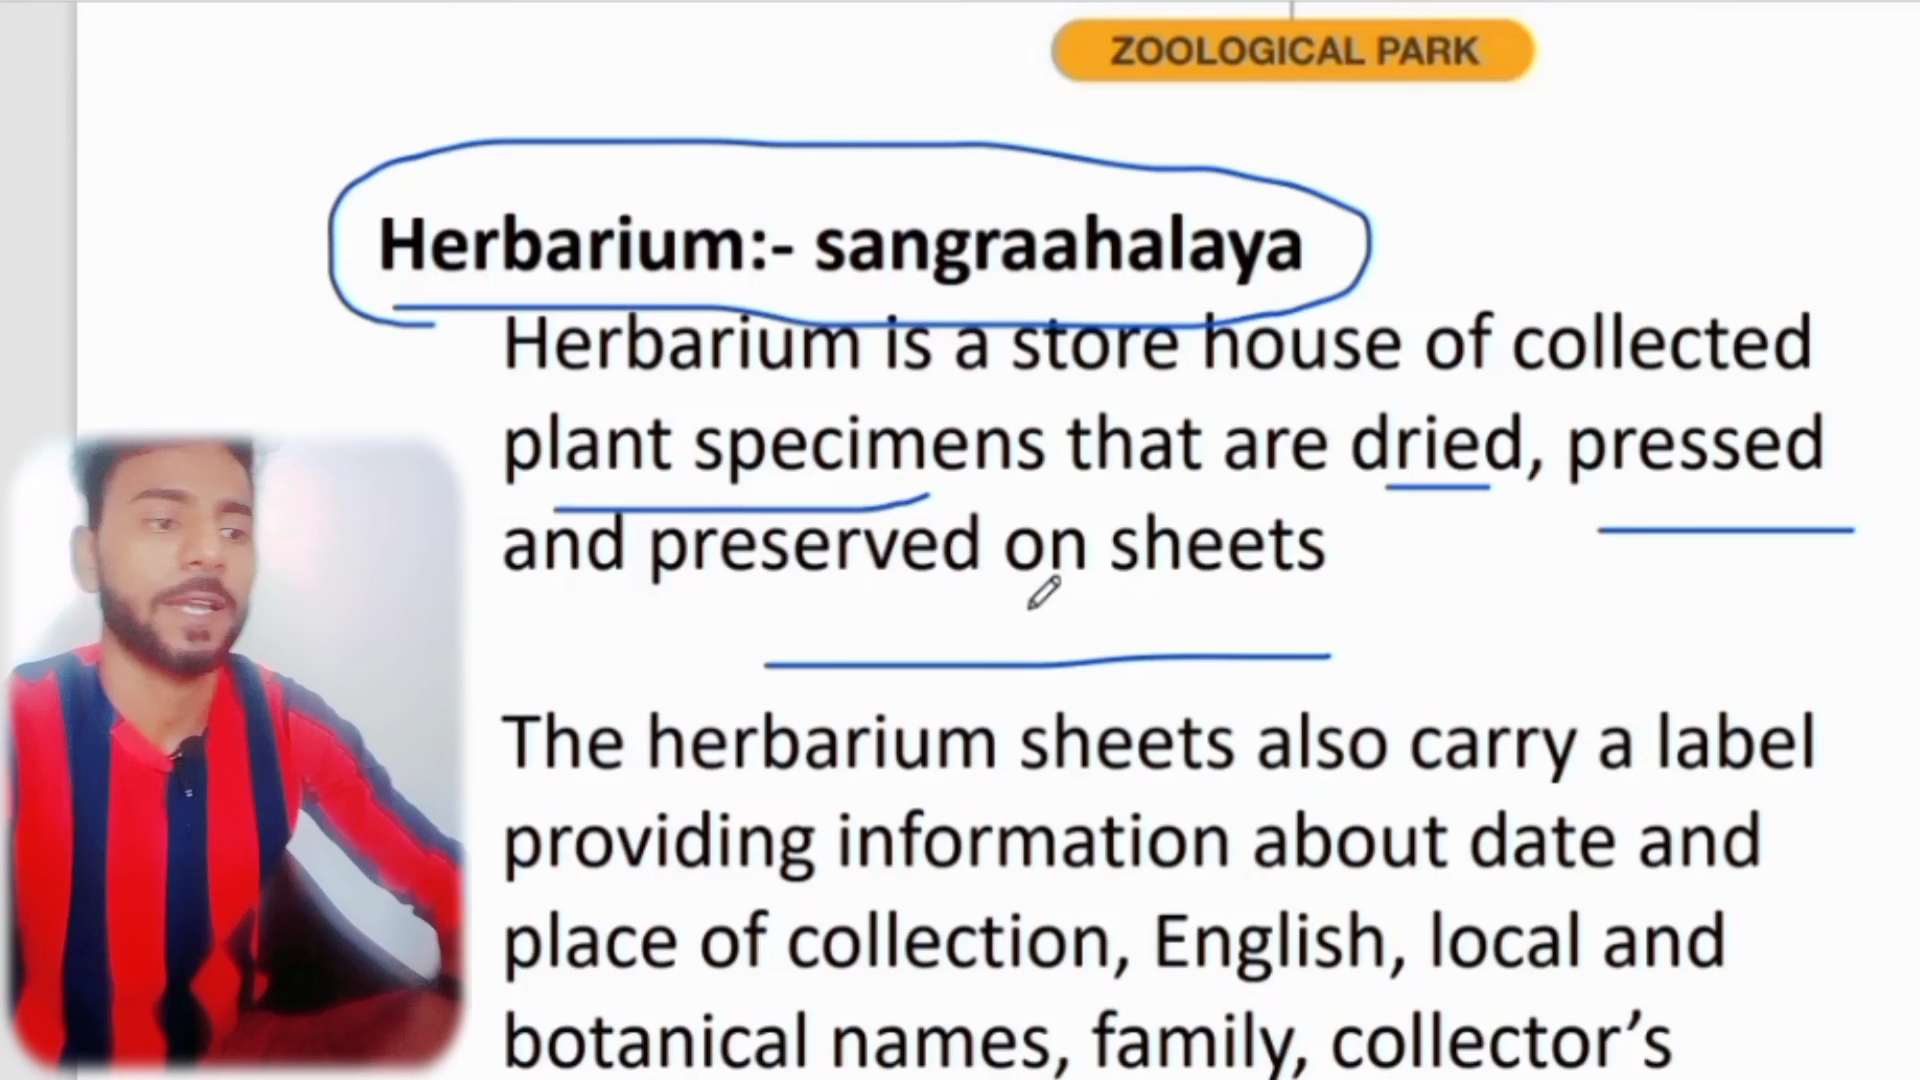 ZOOLOGICAL PARK
Herbarium:- sangraahalaya
Herbarium is a store house of collected
plant specimens that are dried, pressed
and preserved on sheets
The herbarium sheets also carry a label
providing information about date and
place of collection, English, local and
botanical names, family, collector’s